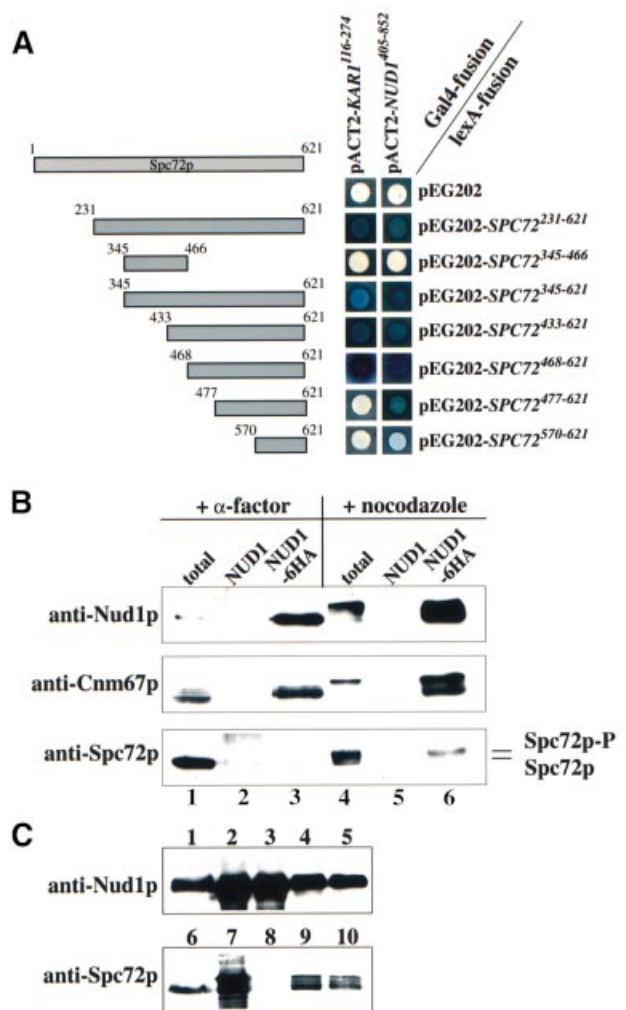 A
pACT2-KAR1116-274
pACT2-NUD1405-852
Gal4-fusion
lexA-fusion
1 621
Spc72p
pEG202
231 621
pEG202-SPC72231-621
345 466
pEG202-SPC72345-466
345 621
pEG202-SPC72345-621
433 621
pEG202-SPC72433-621
468 621
pEG202-SPC72468-621
477 621
pEG202-SPC72477-621
570 621
pEG202-SPC72570-621
B
+ α-factor + nocodazole
total NUD1 NUD1-6HA total NUD1 NUD1-6HA
anti-Nud1p
anti-Cnm67p
anti-Spc72p
Spc72p-P
Spc72p
1 2 3 4 5 6
C
1 2 3 4 5
anti-Nud1p
6 7 8 9 10
anti-Spc72p